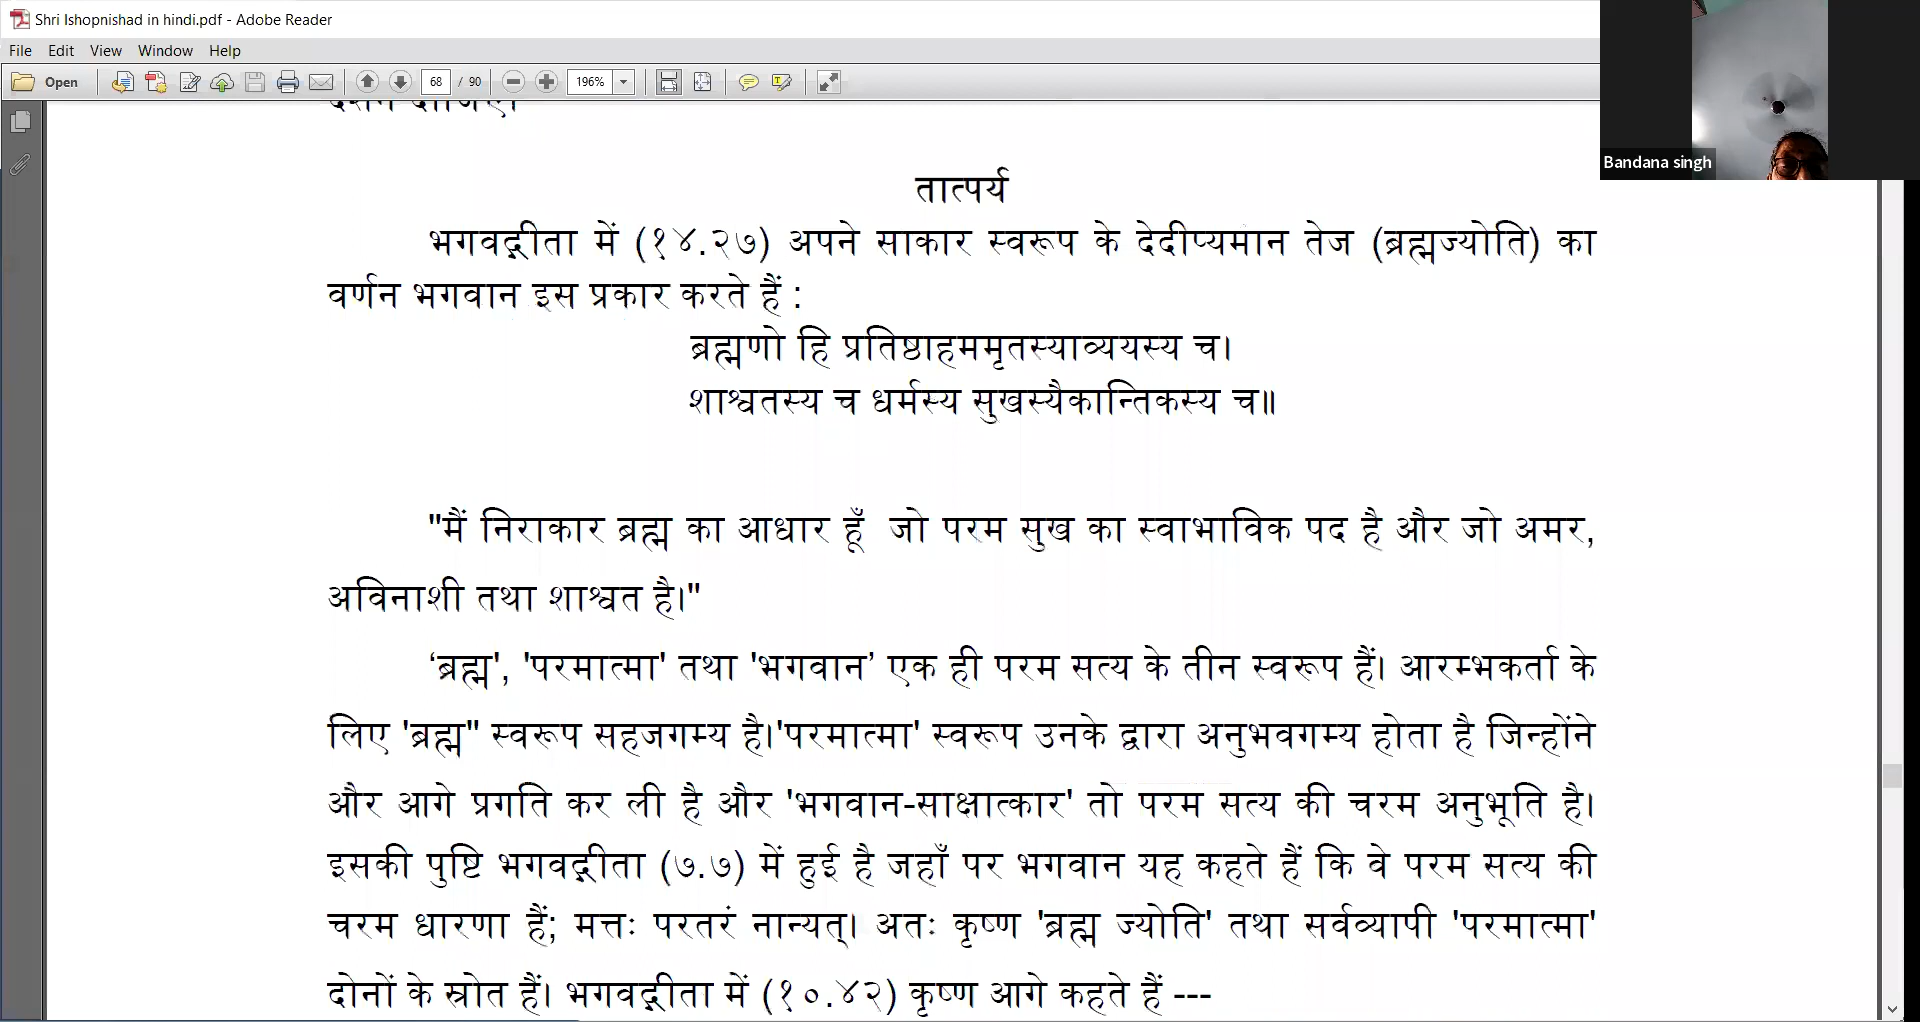 Shri Ishopnishad in hindi.pdf - Adobe Reader
File Edit View Window Help
Open 68 / 90 196%
Bandana singh
तात्पर्य
भगवद्गीता में (१४.२७) अपने साकार स्वरूप के देदीप्यमान तेज (ब्रह्मज्योति) का
वर्णन भगवान इस प्रकार करते हैं :
ब्रह्मणो हि प्रतिष्ठाहममृतस्याव्ययस्य च।
शाश्वतस्य च धर्मस्य सुखस्यैकान्तिकस्य च॥
"मैं निराकार ब्रह्म का आधार हूँ जो परम सुख का स्वाभाविक पद है और जो अमर,
अविनाशी तथा शाश्वत है।"
‘ब्रह्म', 'परमात्मा' तथा 'भगवान’ एक ही परम सत्य के तीन स्वरूप हैं। आरम्भकर्ता के
लिए 'ब्रह्म" स्वरूप सहजगम्य है।'परमात्मा' स्वरूप उनके द्वारा अनुभवगम्य होता है जिन्होंने
और आगे प्रगति कर ली है और 'भगवान-साक्षात्कार' तो परम सत्य की चरम अनुभूति है।
इसकी पुष्टि भगवद्गीता (७.७) में हुई है जहाँ पर भगवान यह कहते हैं कि वे परम सत्य की
चरम धारणा हैं; मत्तः परतरं नान्यत्। अतः कृष्ण 'ब्रह्म ज्योति' तथा सर्वव्यापी 'परमात्मा'
दोनों के स्रोत हैं। भगवद्गीता में (१०.४२) कृष्ण आगे कहते हैं ---